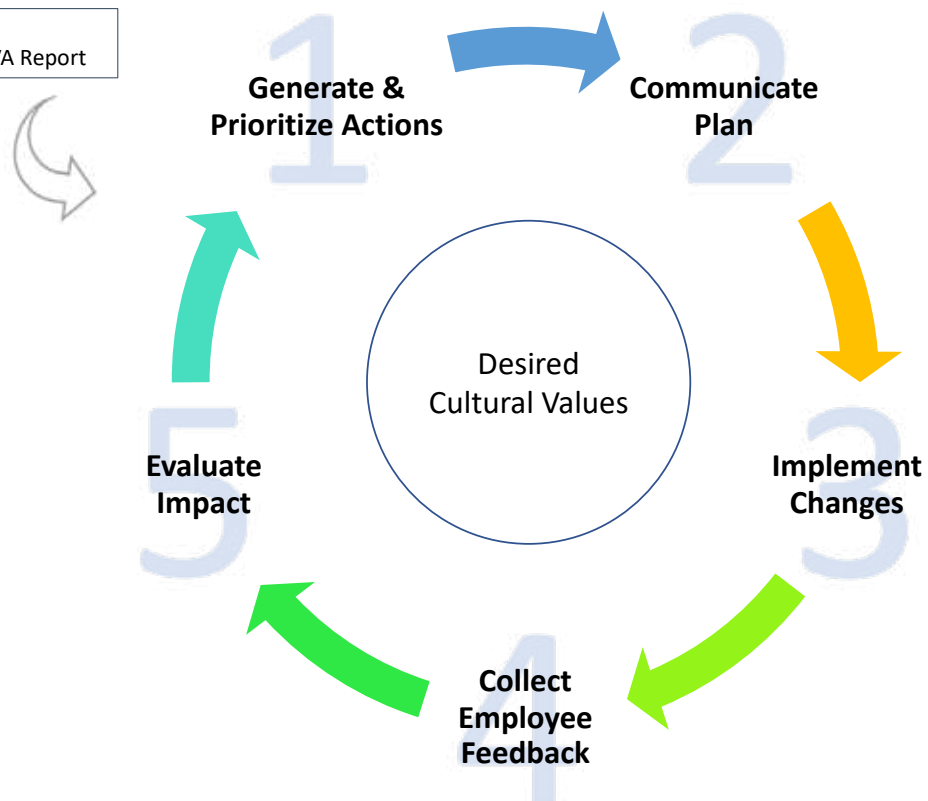 Report
1
Generate &
Prioritize Actions
2
Communicate
Plan
3
Implement
Changes
4
Collect
Employee
Feedback
5
Evaluate
Impact
Desired
Cultural Values